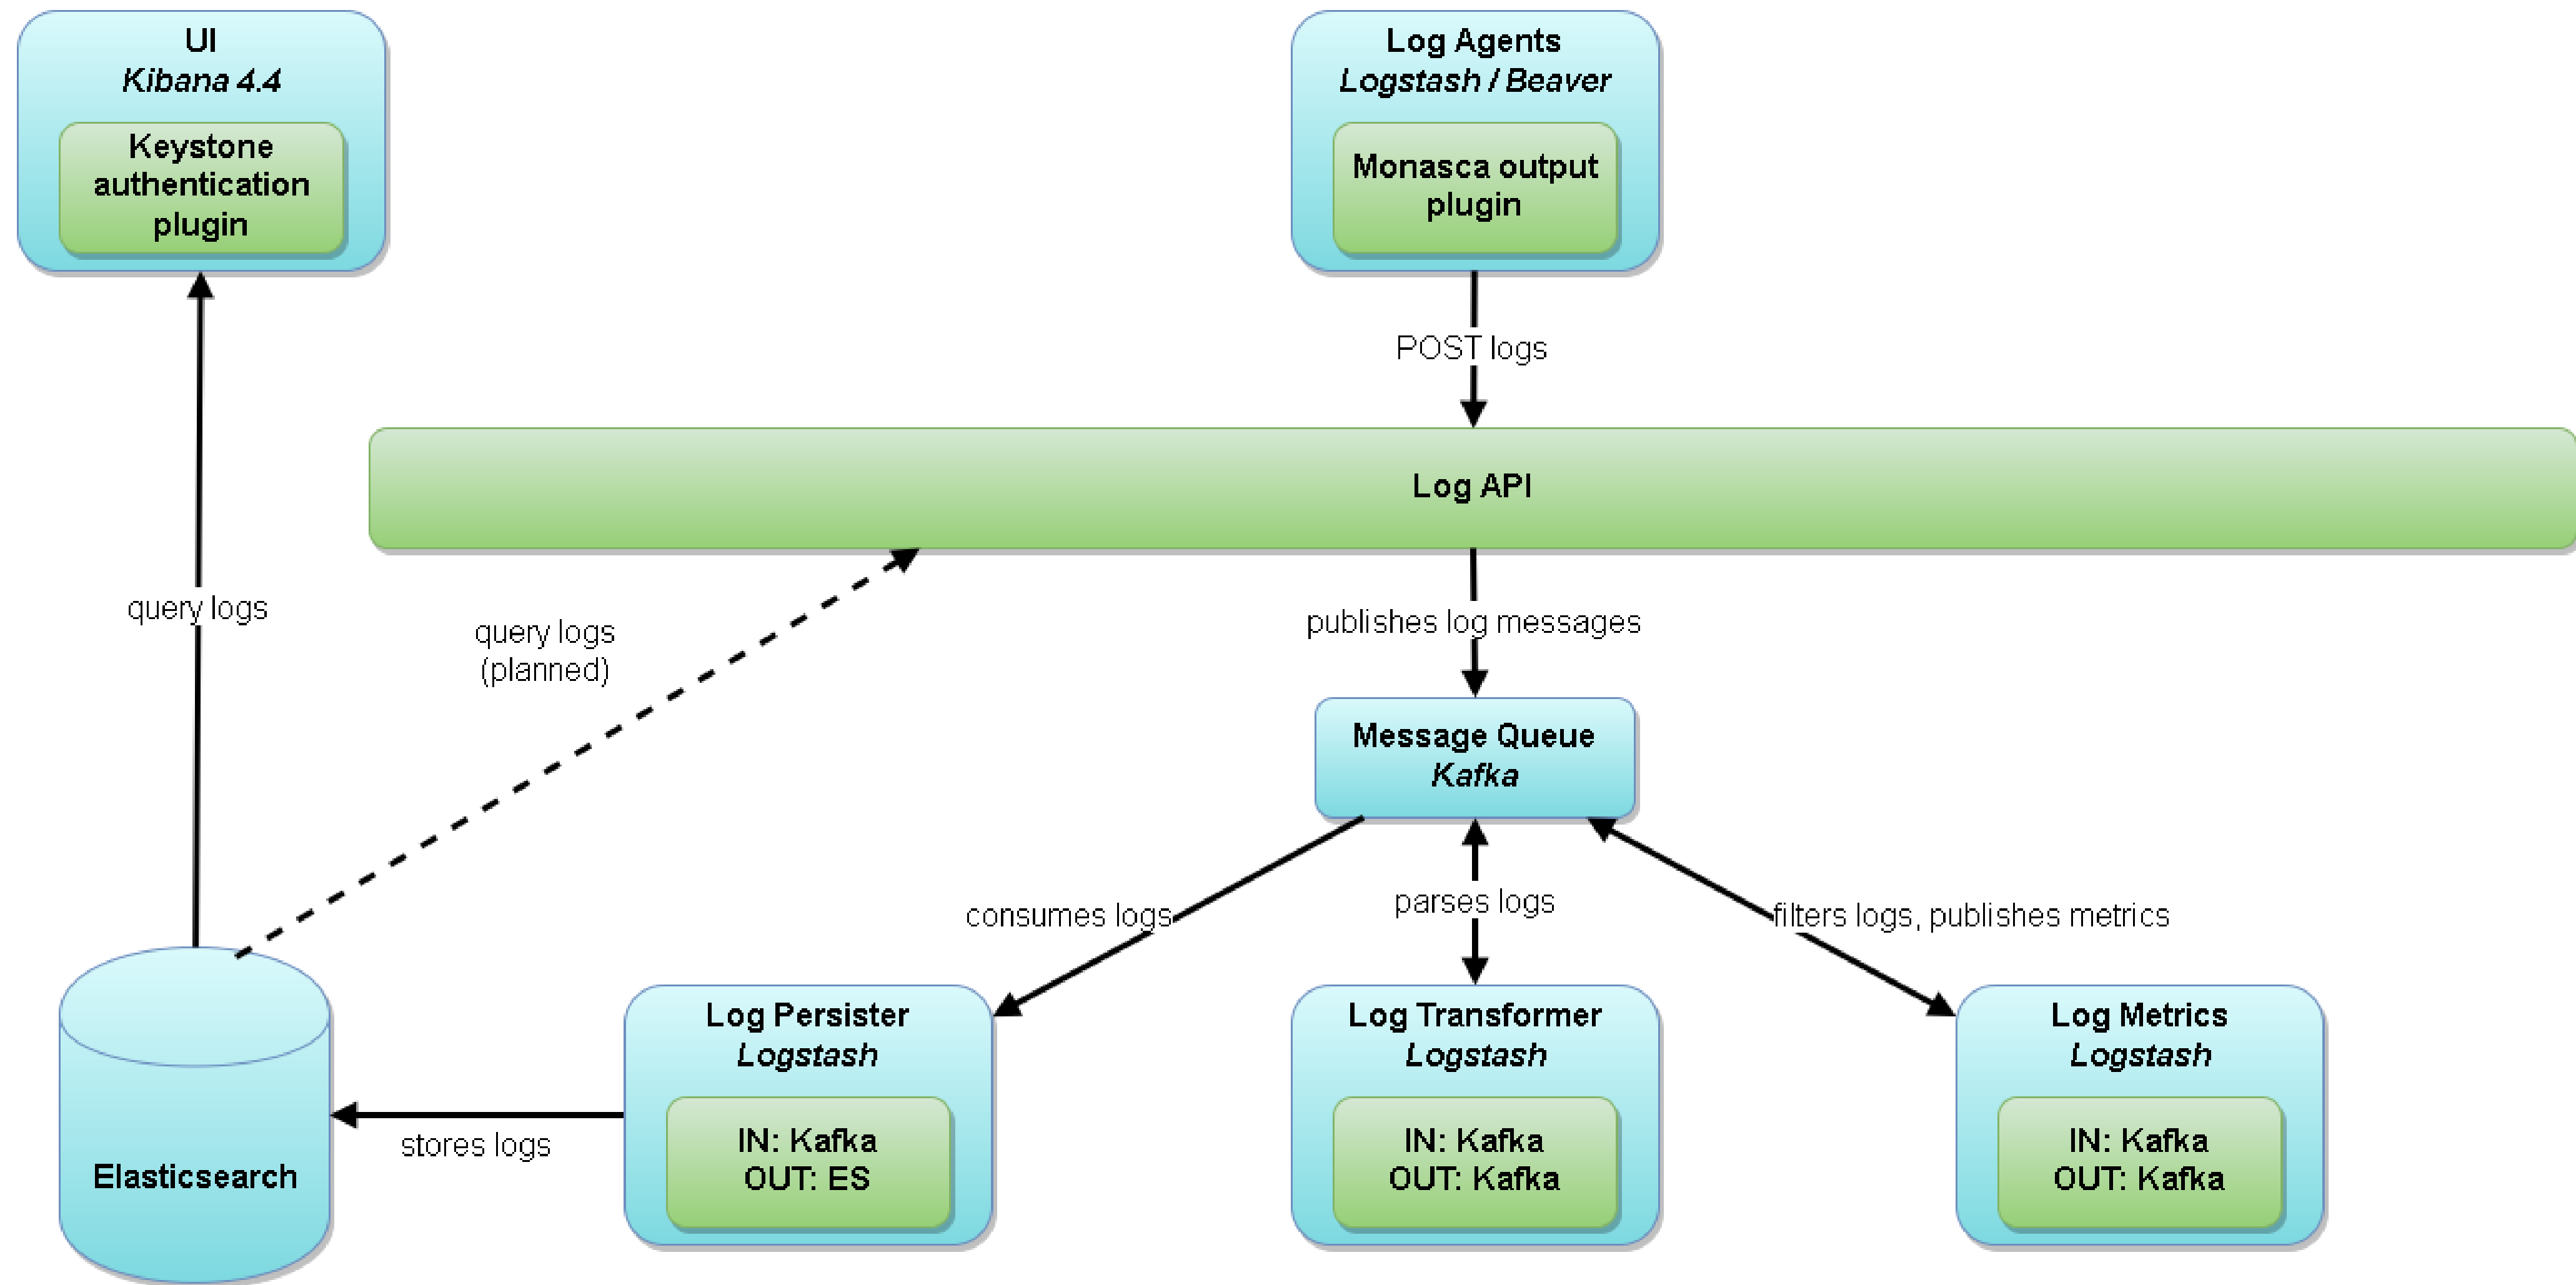 UI
Kibana 4.4
Keystone
authentication
plugin
Log Agents
Logstash / Beaver
Monasca output
plugin
POST logs
Log API
query logs
query logs
(planned)
publishes log messages
Message Queue
Kafka
consumes logs
parses logs
filters logs, publishes metrics
Elasticsearch
stores logs
Log Persister
Logstash
IN: Kafka
OUT: ES
Log Transformer
Logstash
IN: Kafka
OUT: Kafka
Log Metrics
Logstash
IN: Kafka
OUT: Kafka